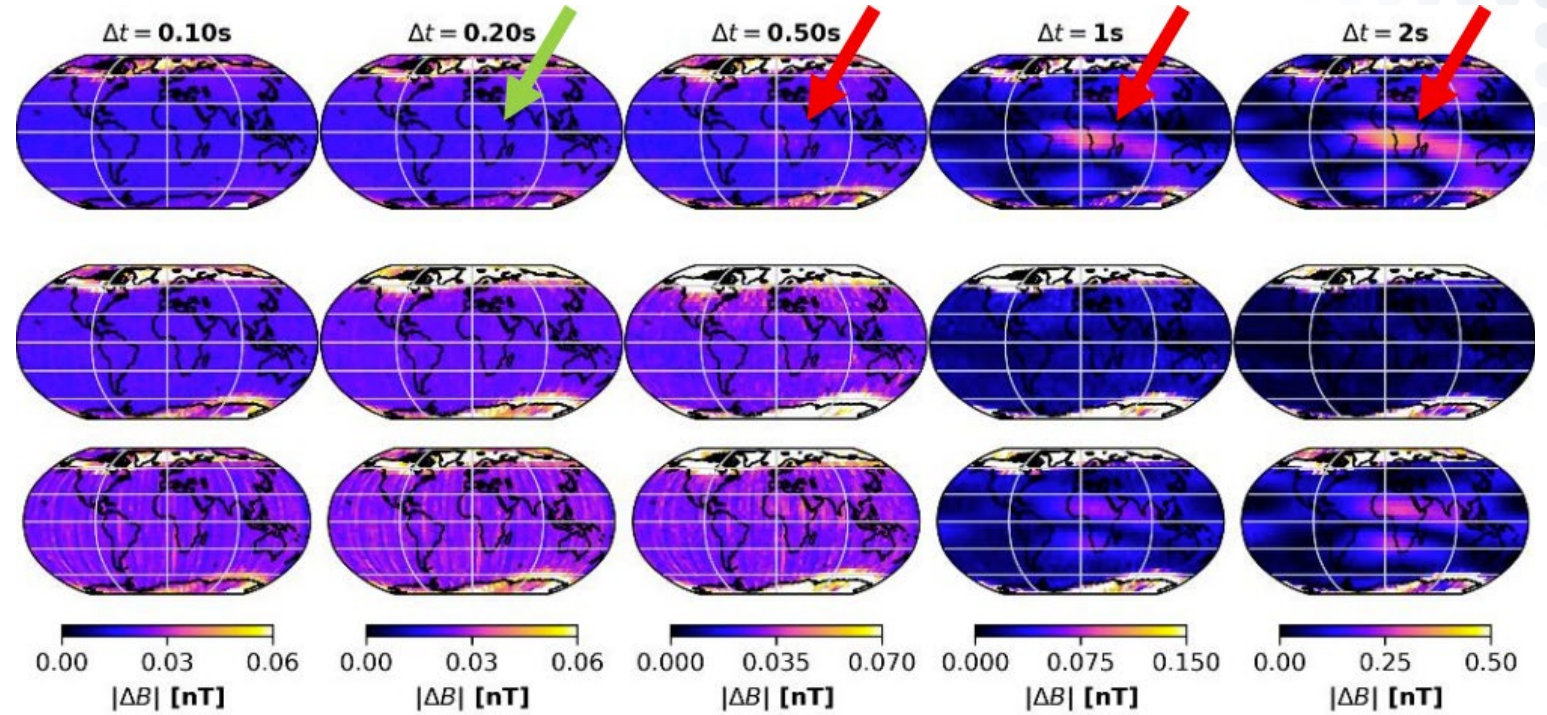 Δt = 0.10s Δt = 0.20s Δt = 0.50s Δt = 1s Δt = 2s
0.00 0.03 0.06 0.00 0.03 0.06 0.000 0.035 0.070 0.000 0.075 0.150 0.00 0.25 0.50
|ΔB| [nT] |ΔB| [nT] |ΔB| [nT] |ΔB| [nT] |ΔB| [nT]